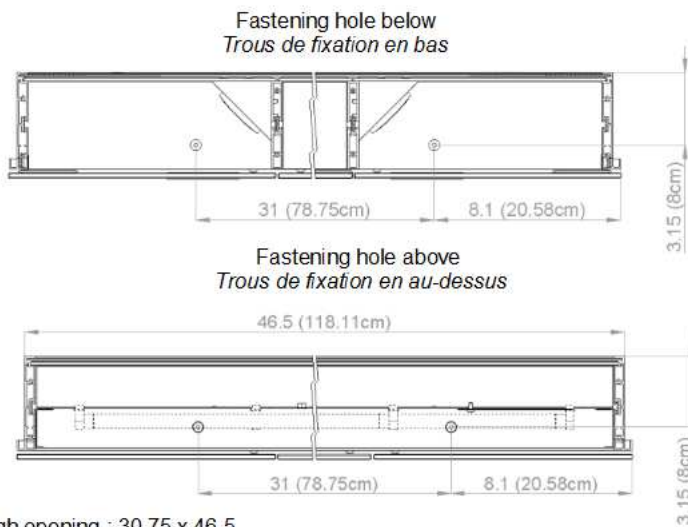 Fastening hole below
Trous de fixation en bas
31 (78.75cm)
8.1 (20.58cm)
3.15 (8cm)
Fastening hole above
Trous de fixation en au-dessus
46.5 (118.11cm)
31 (78.75cm)
8.1 (20.58cm)
3.15 (8cm)
opening : 30.75 x 46.5